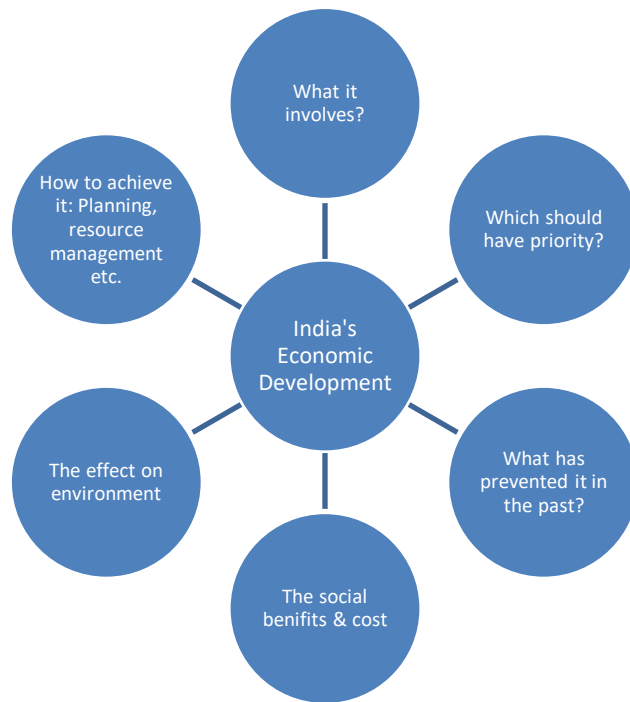 What it
involves?
Which should
have priority?
What has
prevented it in
the past?
The social
benifits & cost
The effect on
environment
How to achieve
it: Planning,
resource
management
etc.
India's
Economic
Development